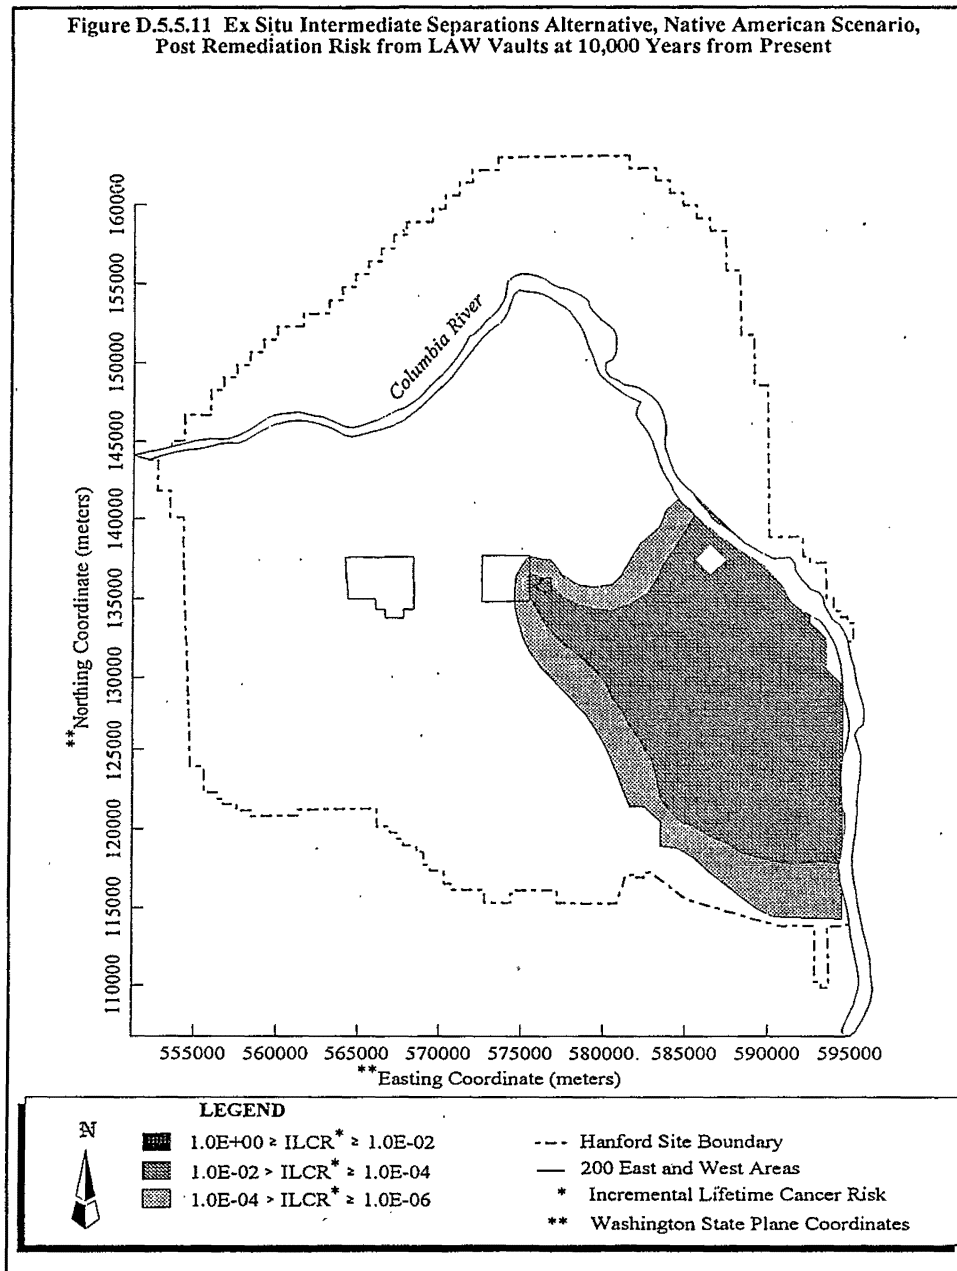 Figure D.5.5.11 Ex Situ Intermediate Separations Alternative, Native American Scenario,
Post Remediation Risk from LAW Vaults at 10,000 Years from Present
160000
155000
150000
145000
140000
135000
130000
125000
120000
115000
110000
**Northing Coordinate (meters)
Columbia River
555000 560000 565000 570000 575000 580000. 585000 590000 595000
**Easting Coordinate (meters)
LEGEND
N
1.0E+00 ≥ ILCR* ≥ 1.0E-02
1.0E-02 > ILCR* ≥ 1.0E-04
1.0E-04 > ILCR* ≥ 1.0E-06
Hanford Site Boundary
200 East and West Areas
* Incremental Lifetime Cancer Risk
** Washington State Plane Coordinates